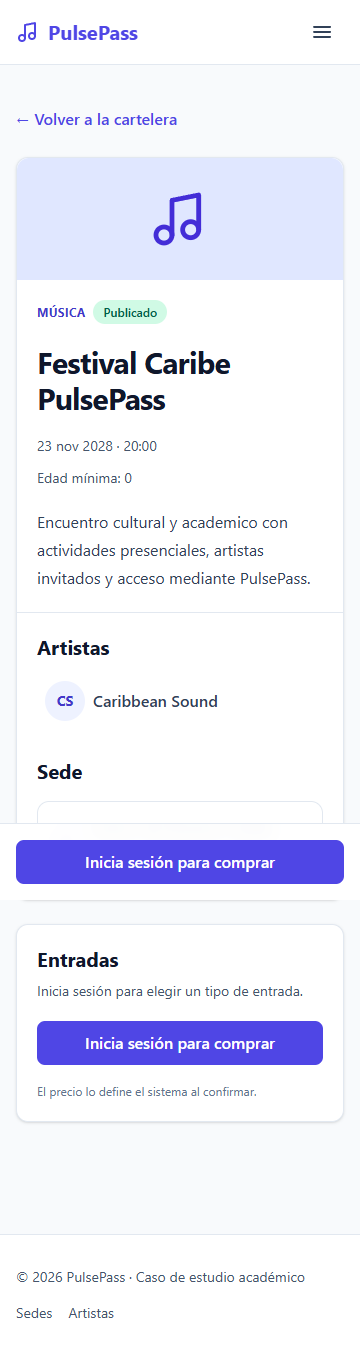 PulsePass
← Volver a la cartelera
MÚSICA Publicado
Festival Caribe
PulsePass
23 nov 2028 · 20:00
Edad mínima: 0
Encuentro cultural y academico con
actividades presenciales, artistas
invitados y acceso mediante PulsePass.
Artistas
CS Caribbean Sound
Sede
Inicia sesión para comprar
Entradas
Inicia sesión para elegir un tipo de entrada.
Inicia sesión para comprar
El precio lo define el sistema al confirmar.
© 2026 PulsePass · Caso de estudio académico
Sedes Artistas